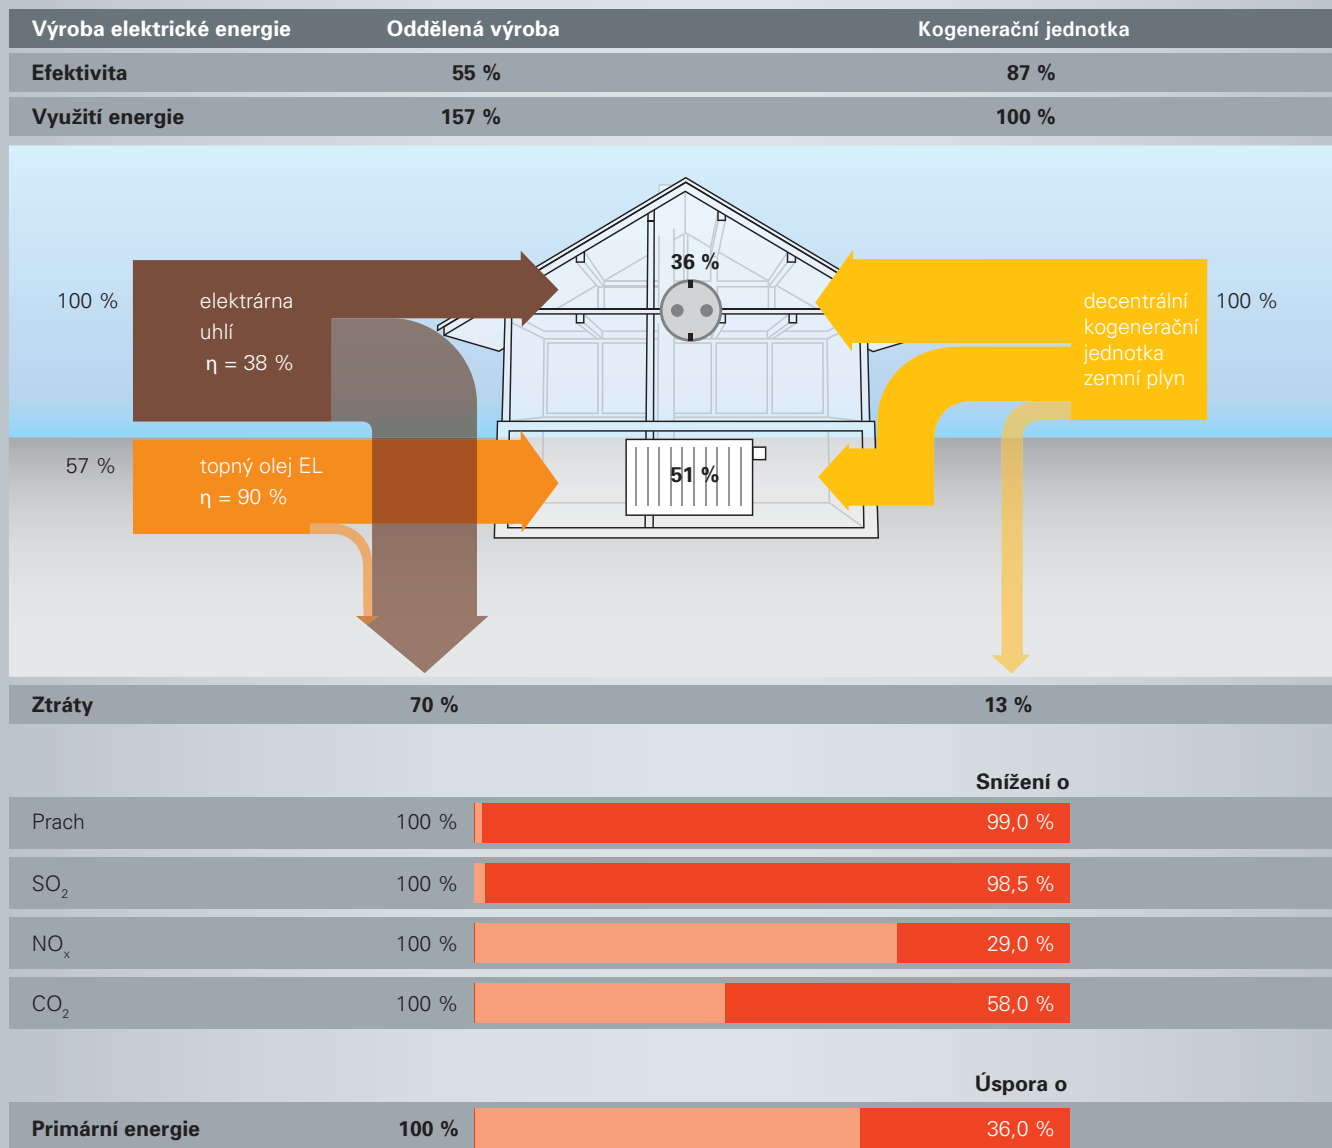 Výroba elektrické energie Oddělená výroba Kogenerační jednotka
Efektivita 55 % 87 %
Využití energie 157 % 100 %
36 %
100 %
elektrárna
uhlí
η = 38 %
decentrální
kogenerační
jednotka
zemní plyn
100 %
57 %
topný olej EL
η = 90 %
51 %
Ztráty 70 % 13 %
Snížení o
Prach 100 % 99,0 %
SO₂ 100 % 98,5 %
NOₓ 100 % 29,0 %
CO₂ 100 % 58,0 %
Úspora o
Primární energie 100 % 36,0 %